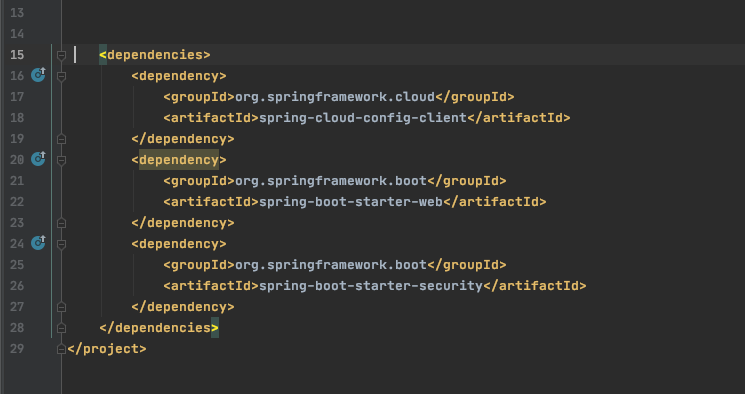 13
14
15 <dependencies>
16 <dependency>
17 <groupId>org.springframework.cloud</groupId>
18 <artifactId>spring-cloud-config-client</artifactId>
19 </dependency>
20 <dependency>
21 <groupId>org.springframework.boot</groupId>
22 <artifactId>spring-boot-starter-web</artifactId>
23 </dependency>
24 <dependency>
25 <groupId>org.springframework.boot</groupId>
26 <artifactId>spring-boot-starter-security</artifactId>
27 </dependency>
28 </dependencies>
29 </project>